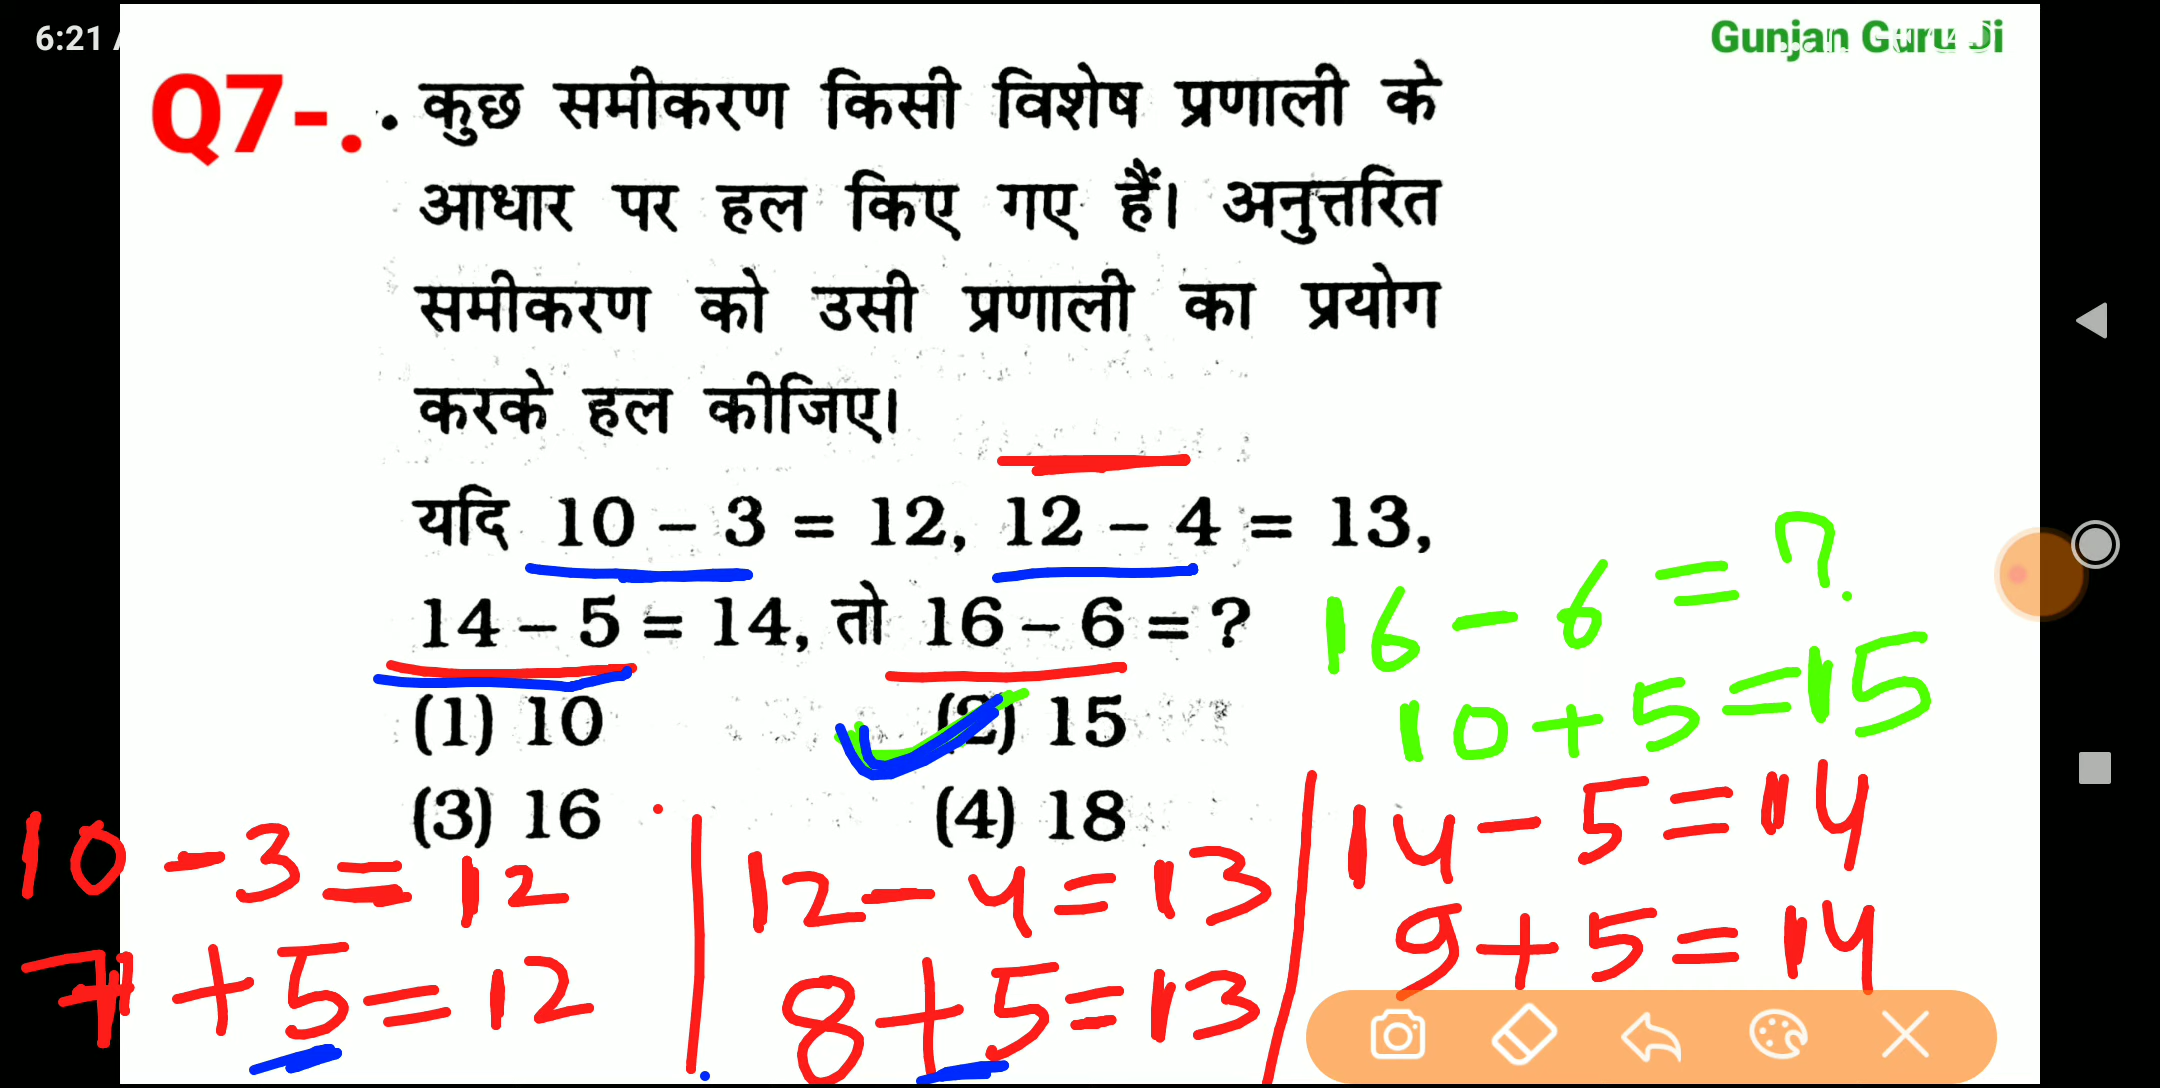 6:21
Gunjan Guru Ji
Q7-. . कुछ समीकरण किसी विशेष प्रणाली के
आधार पर हल किए गए हैं। अनुत्तरित
समीकरण को उसी प्रणाली का प्रयोग
करके हल कीजिए।
यदि 10 – 3 = 12, 12 – 4 = 13,
14 – 5 = 14, तो 16 – 6 = ?
(1) 10 (2) 15
(3) 16 (4) 18
16 - 6 = ?
10 + 5 = 15
10 - 3 = 12
7 + 5 = 12
12 - 4 = 13
8 + 5 = 13
14 - 5 = 14
9 + 5 = 14